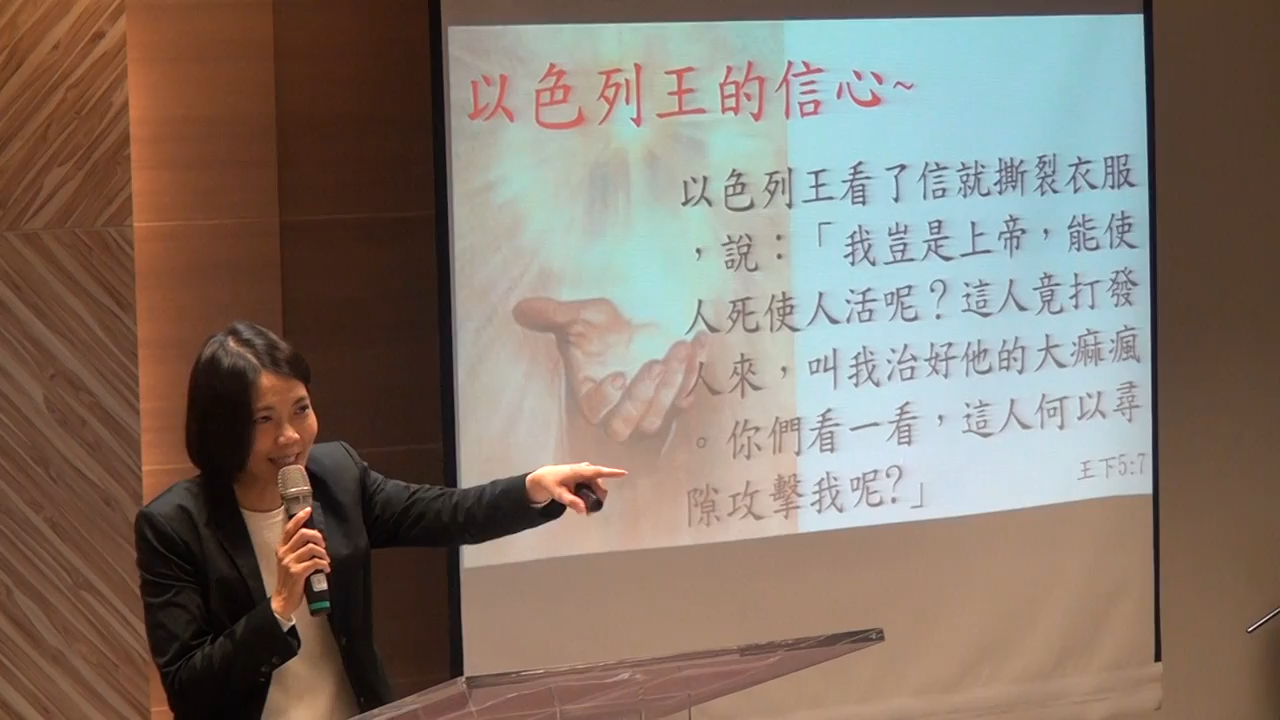 以色列王的信心~
以色列王看了信就撕裂衣服
，說：「我豈是上帝，能使
人死使人活呢？這人竟打發
人來，叫我治好他的大痲瘋
。你們看一看，這人何以尋
隙攻擊我呢?」
王下5:7